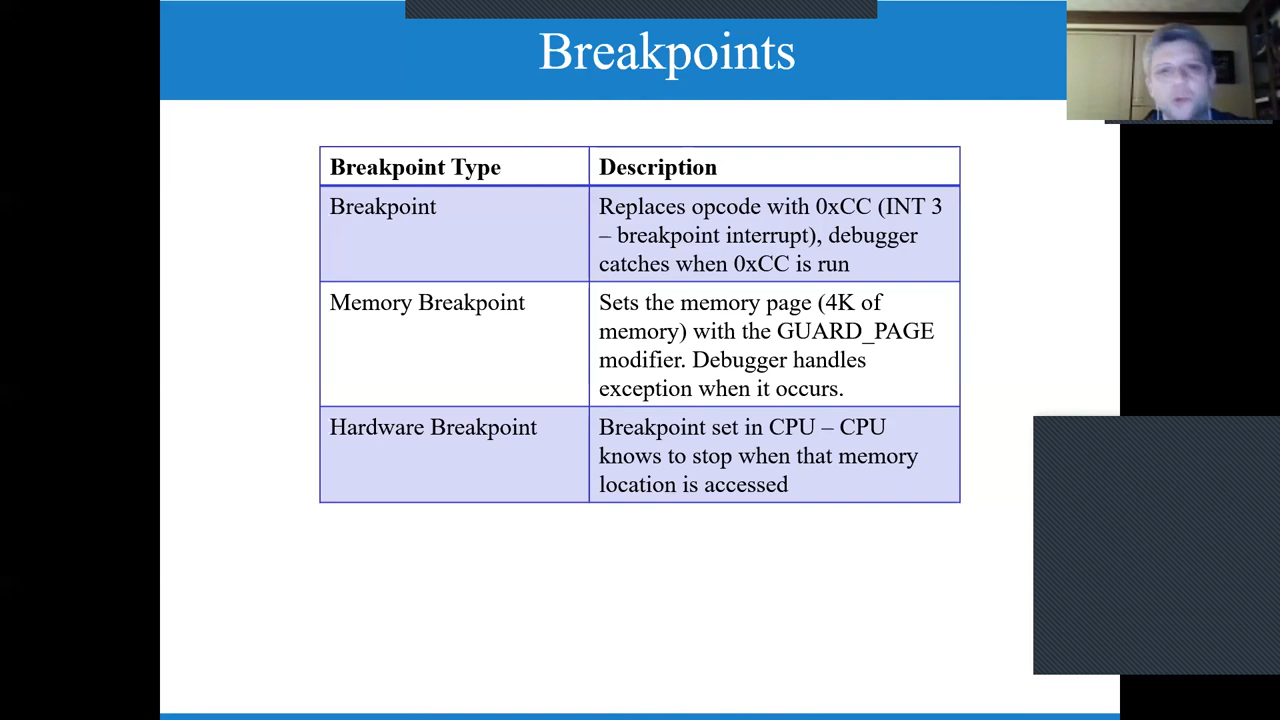 Breakpoints
Breakpoint Type
Description
Breakpoint
Replaces opcode with 0xCC (INT 3
– breakpoint interrupt), debugger
catches when 0xCC is run
Memory Breakpoint
Sets the memory page (4K of
memory) with the GUARD_PAGE
modifier. Debugger handles
exception when it occurs.
Hardware Breakpoint
Breakpoint set in CPU – CPU
knows to stop when that memory
location is accessed